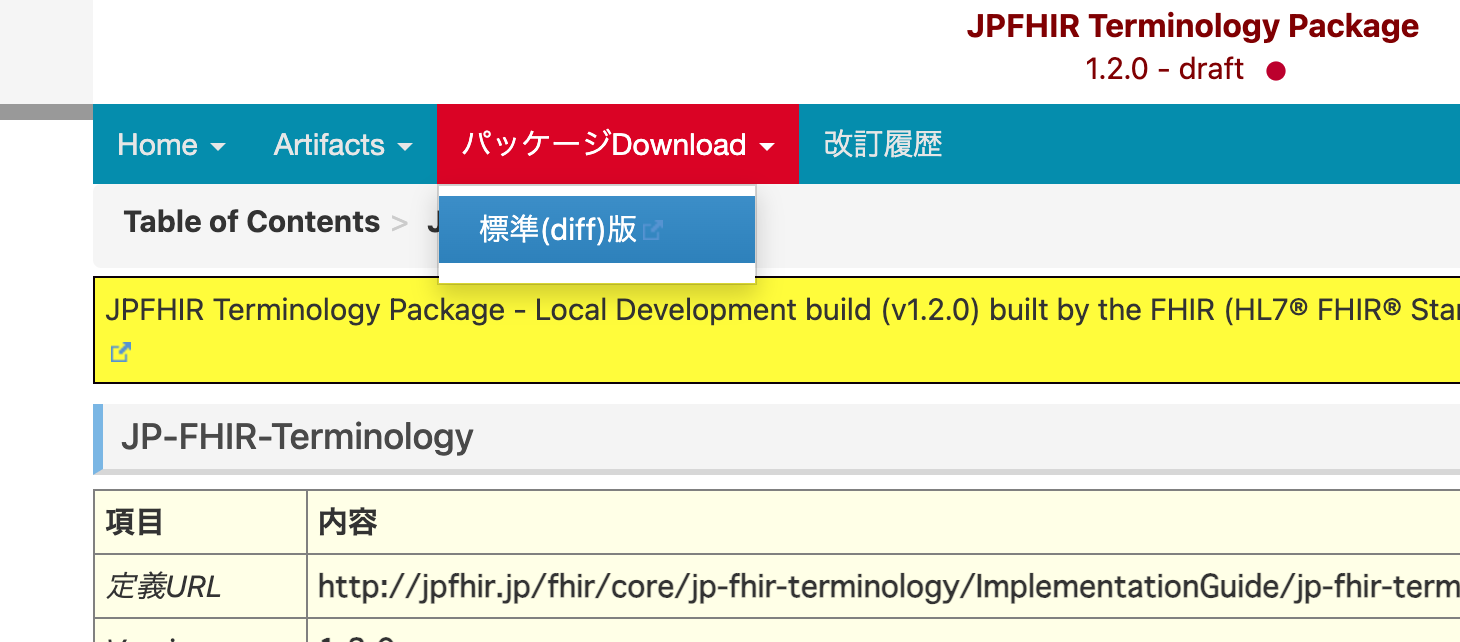 JPFHIR Terminology Package
1.2.0 - draft
Home Artifacts パッケージDownload 改訂履歴
標準(diff)版
Table of Contents >
JPFHIR Terminology Package - Local Development build (v1.2.0) built by the FHIR (HL7® FHIR®
JP-FHIR-Terminology
項目 内容
定義URL http://jpfhir.jp/fhir/core/jp-fhir-terminology/ImplementationGuide/jp-fhir-term